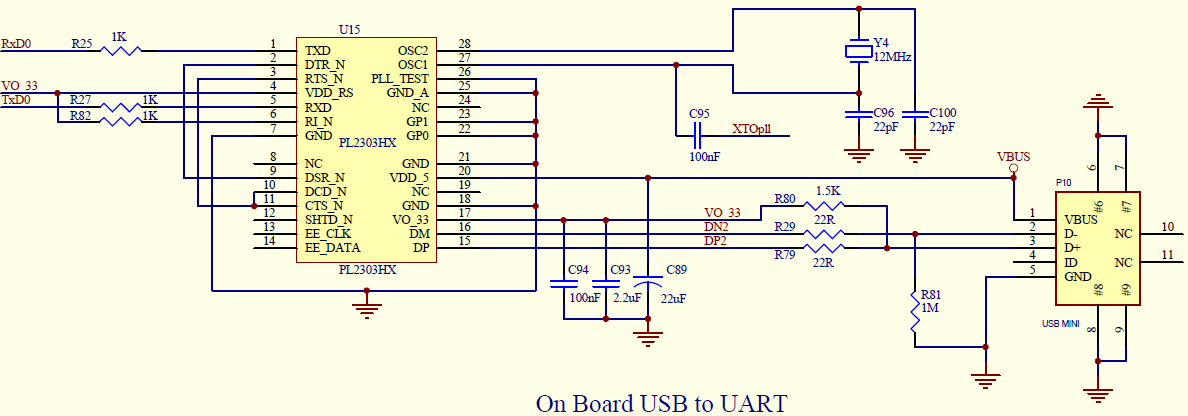 U15
RxD0 R25 1K 1 TXD OSC2 28
2 DTR_N OSC1 27
3 RTS_N PLL_TEST 26
VO_33 4 VDD_RS GND_A 25
TxD0 R27 1K 5 RXD NC 24
R82 1K 6 RI_N GP1 23
7 GND GP0 22
PL2303HX
8 NC GND 21
9 DSR_N VDD_5 20
10 DCD_N NC 19
11 CTS_N GND 18
12 SHTD_N VO_33 17
13 EE_CLK DM 16
14 EE_DATA DP 15
PL2303HX
Y4
12MHz
C95
100nF
XTOpl1
C96
22pF
C100
22pF
VBUS
R80 1.5K
VO_33
22R
DN2 R29
DP2 R79
22R
C94
100nF
C93
2.2uF
C89
22uF
R81
1M
P10
6 #6
7 #7
1 VBUS
2 D-
3 D+
4 ID
5 GND
NC 10
NC 11
#8 8
#9 9
USB MINI
On Board USB to UART